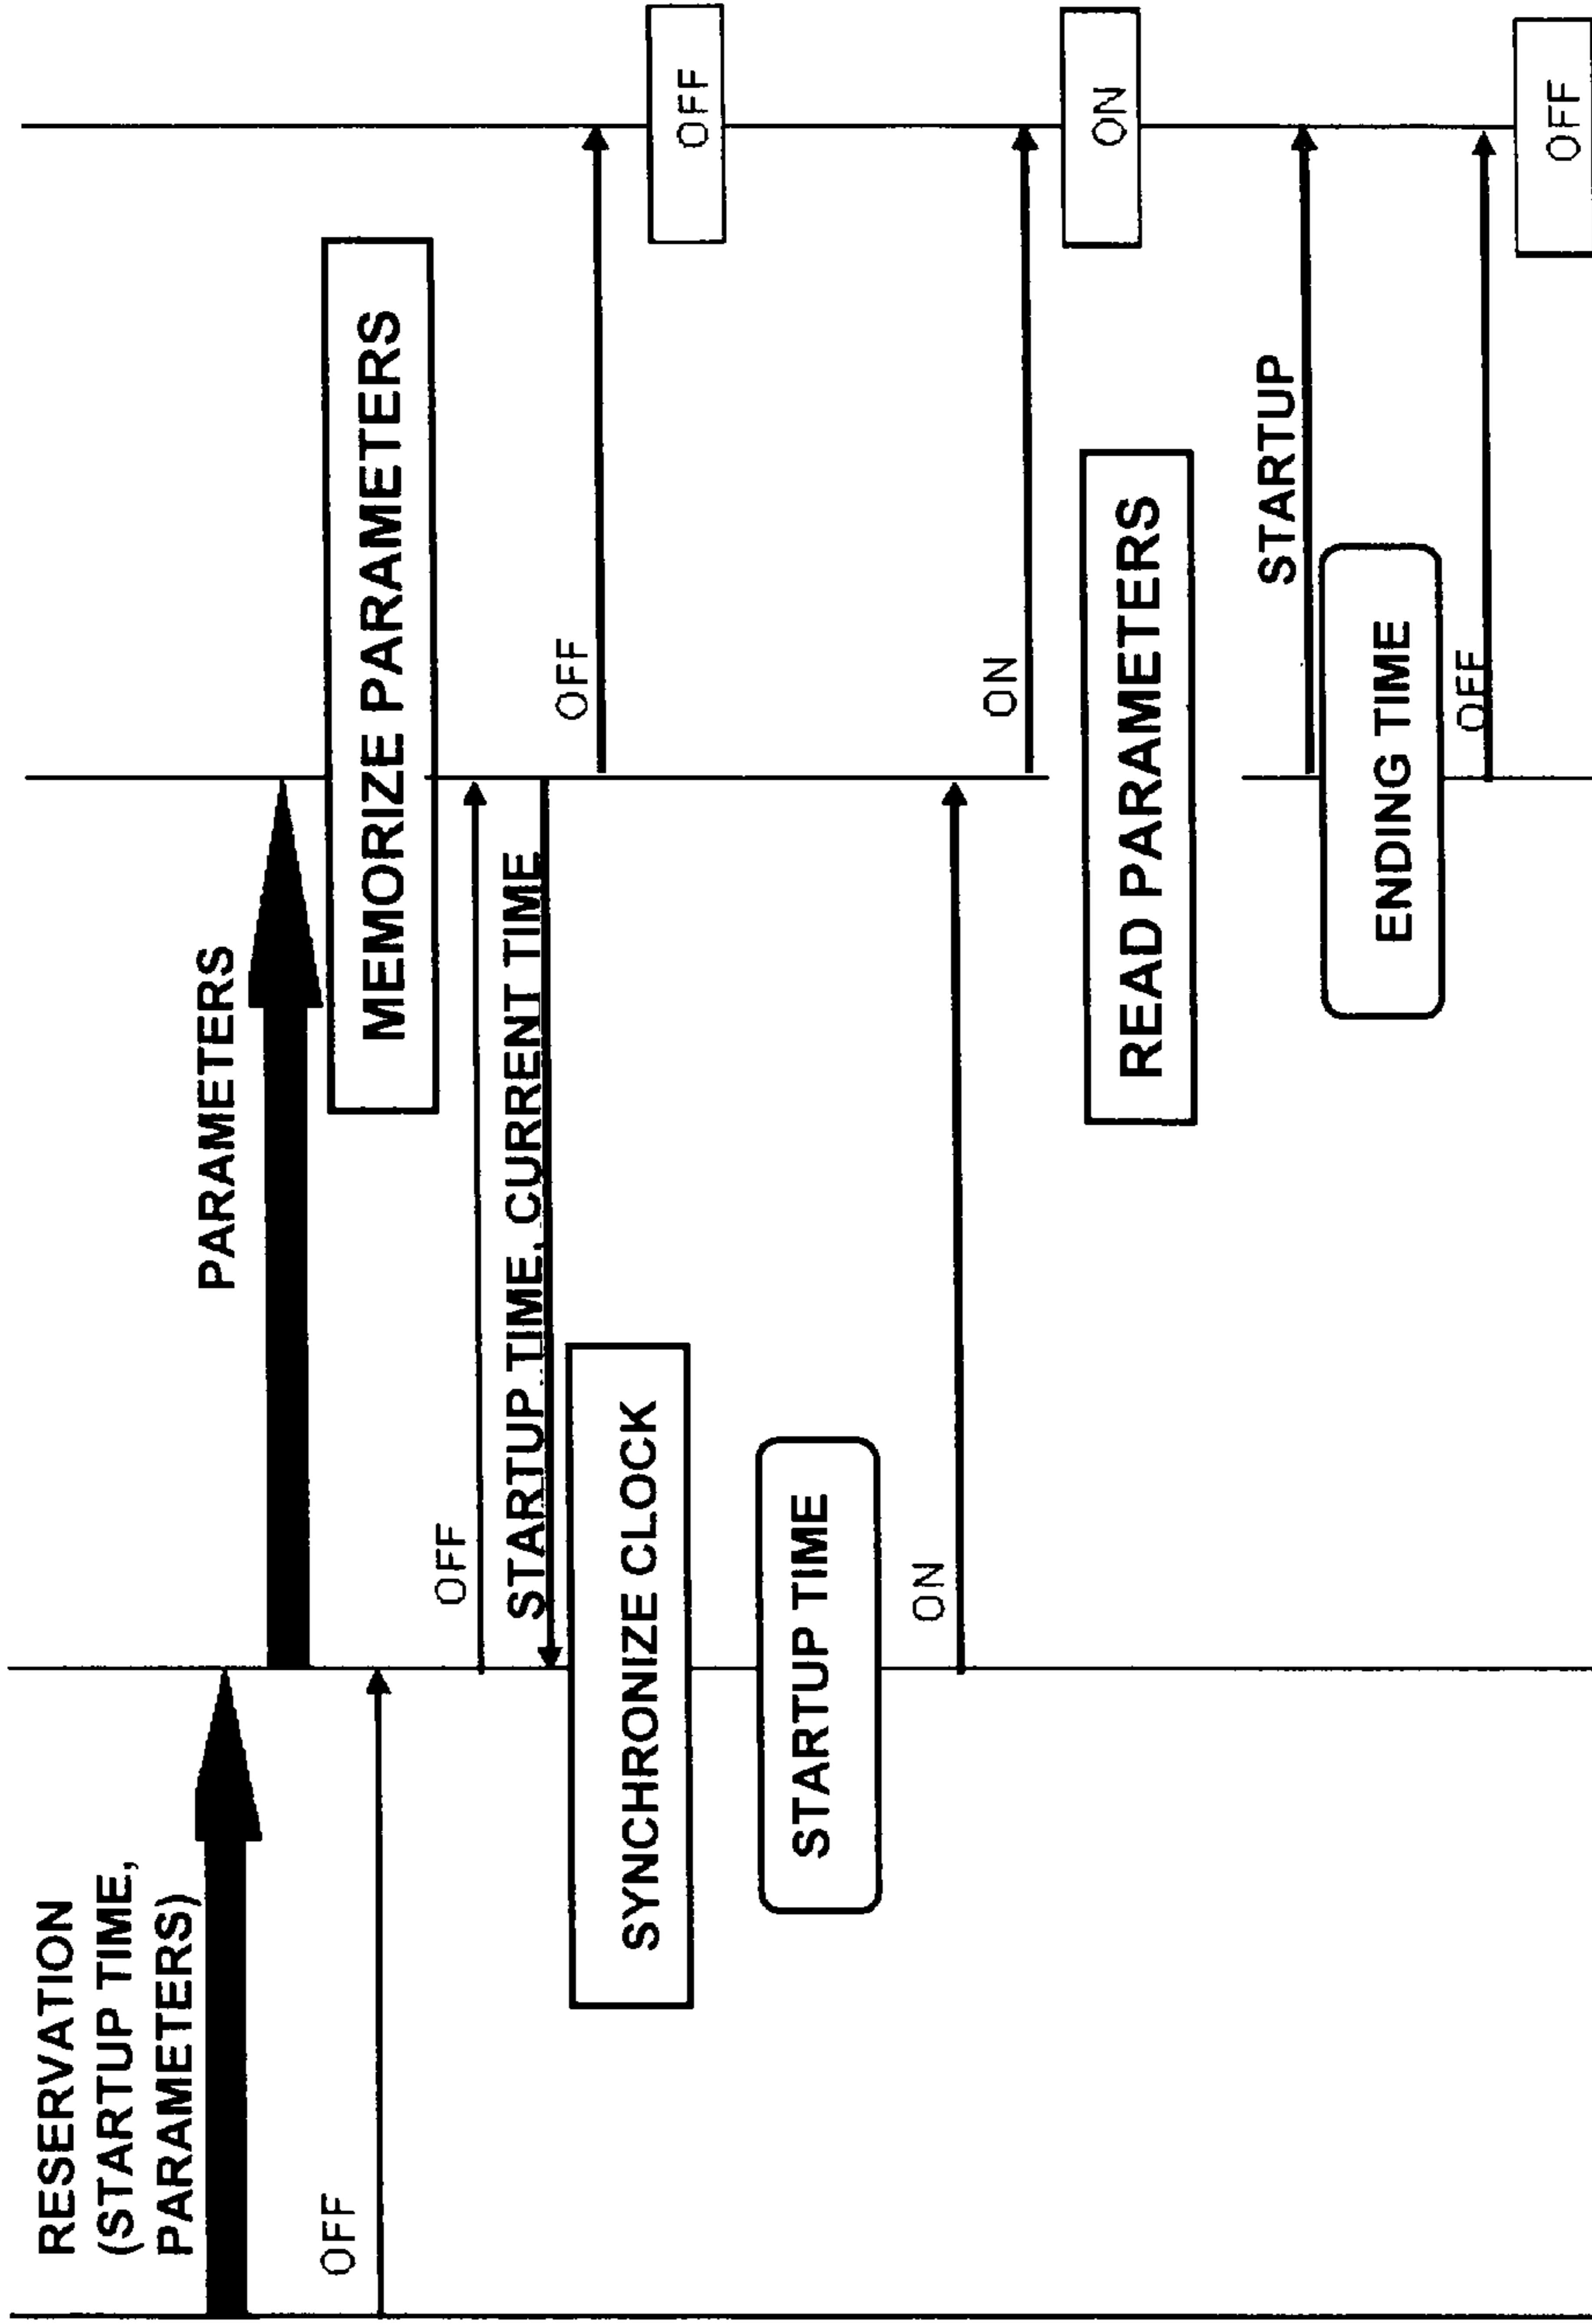 RESERVATION
(STARTUP TIME,
PARAMETERS)
PARAMETERS
OFF
MEMORIZE PARAMETERS
OFF
STARTUP TIME, CURRENT TIME
OFF
SYNCHRONIZE CLOCK
OFF
STARTUP TIME
ON
ON
ON
READ PARAMETERS
STARTUP
ENDING TIME
OFF
OFF